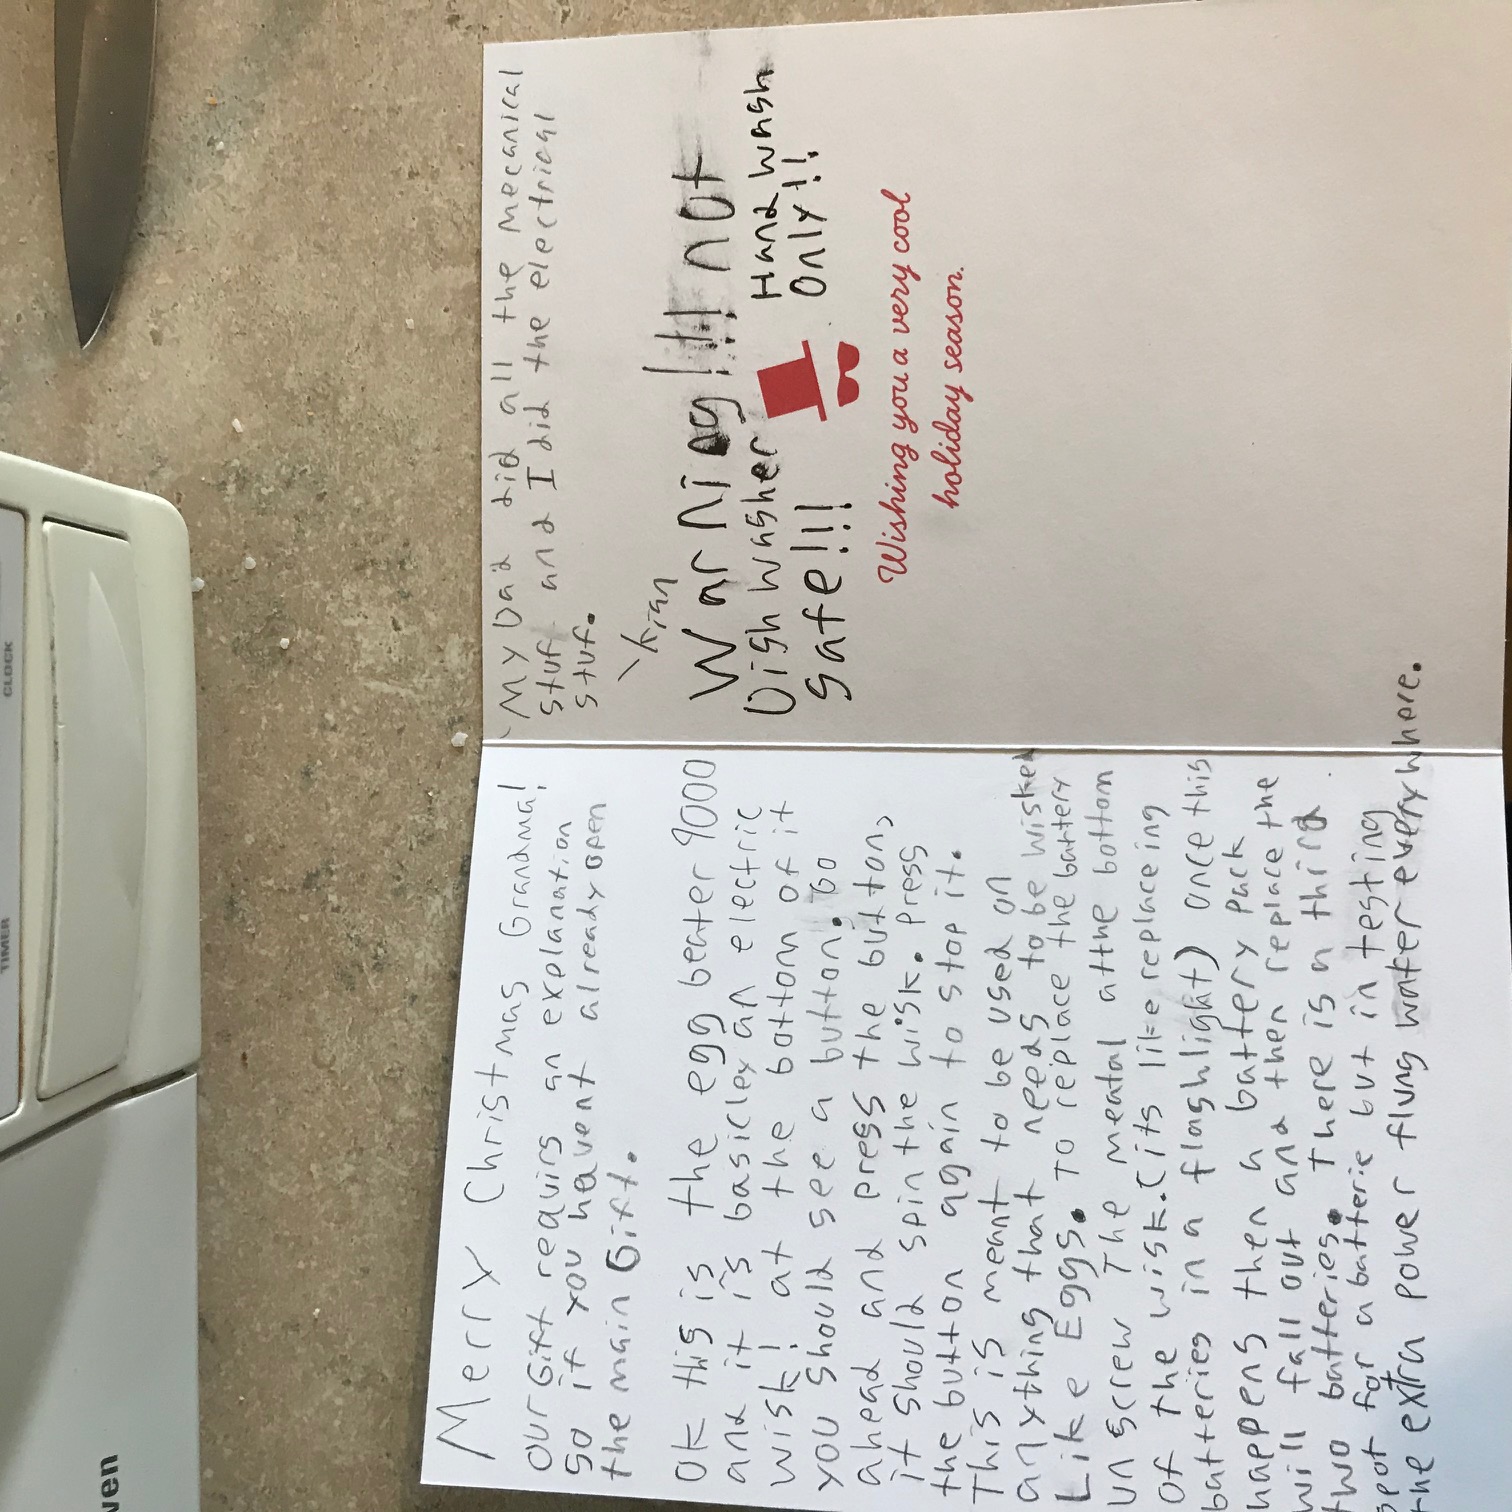 TIMER
CLOCK
ven
Merry Christmas Grandma!
Our Gift requirs an explanation
so if you havent already open
the main Gift.
Ok this is the egg beater 9000
and it is basicley an electric
wisk! at the bottom of it
you should see a button. Go
ahead and press the button,
it should spin the wisk. Press
the button again to stop it.
This is meant to be used on
anything that needs to be wisked
Like Eggs. To replace the battery
un screw The meatal at the bottom
of the wisk. (its like replaceing
batteries in a flashlight) once this
happens then a battery pack
will fall out and then replace the
two batteries. There is a third
spot for a batterie but in testing
the extra power flung water everywhere.
My Dad did all the mecanical
stuf and I did the electrical
stuf.
\Kian
Warning!!! not
Dish washer
Safe!!!
Hand wash
Only!!
Wishing you a very cool
holiday season.